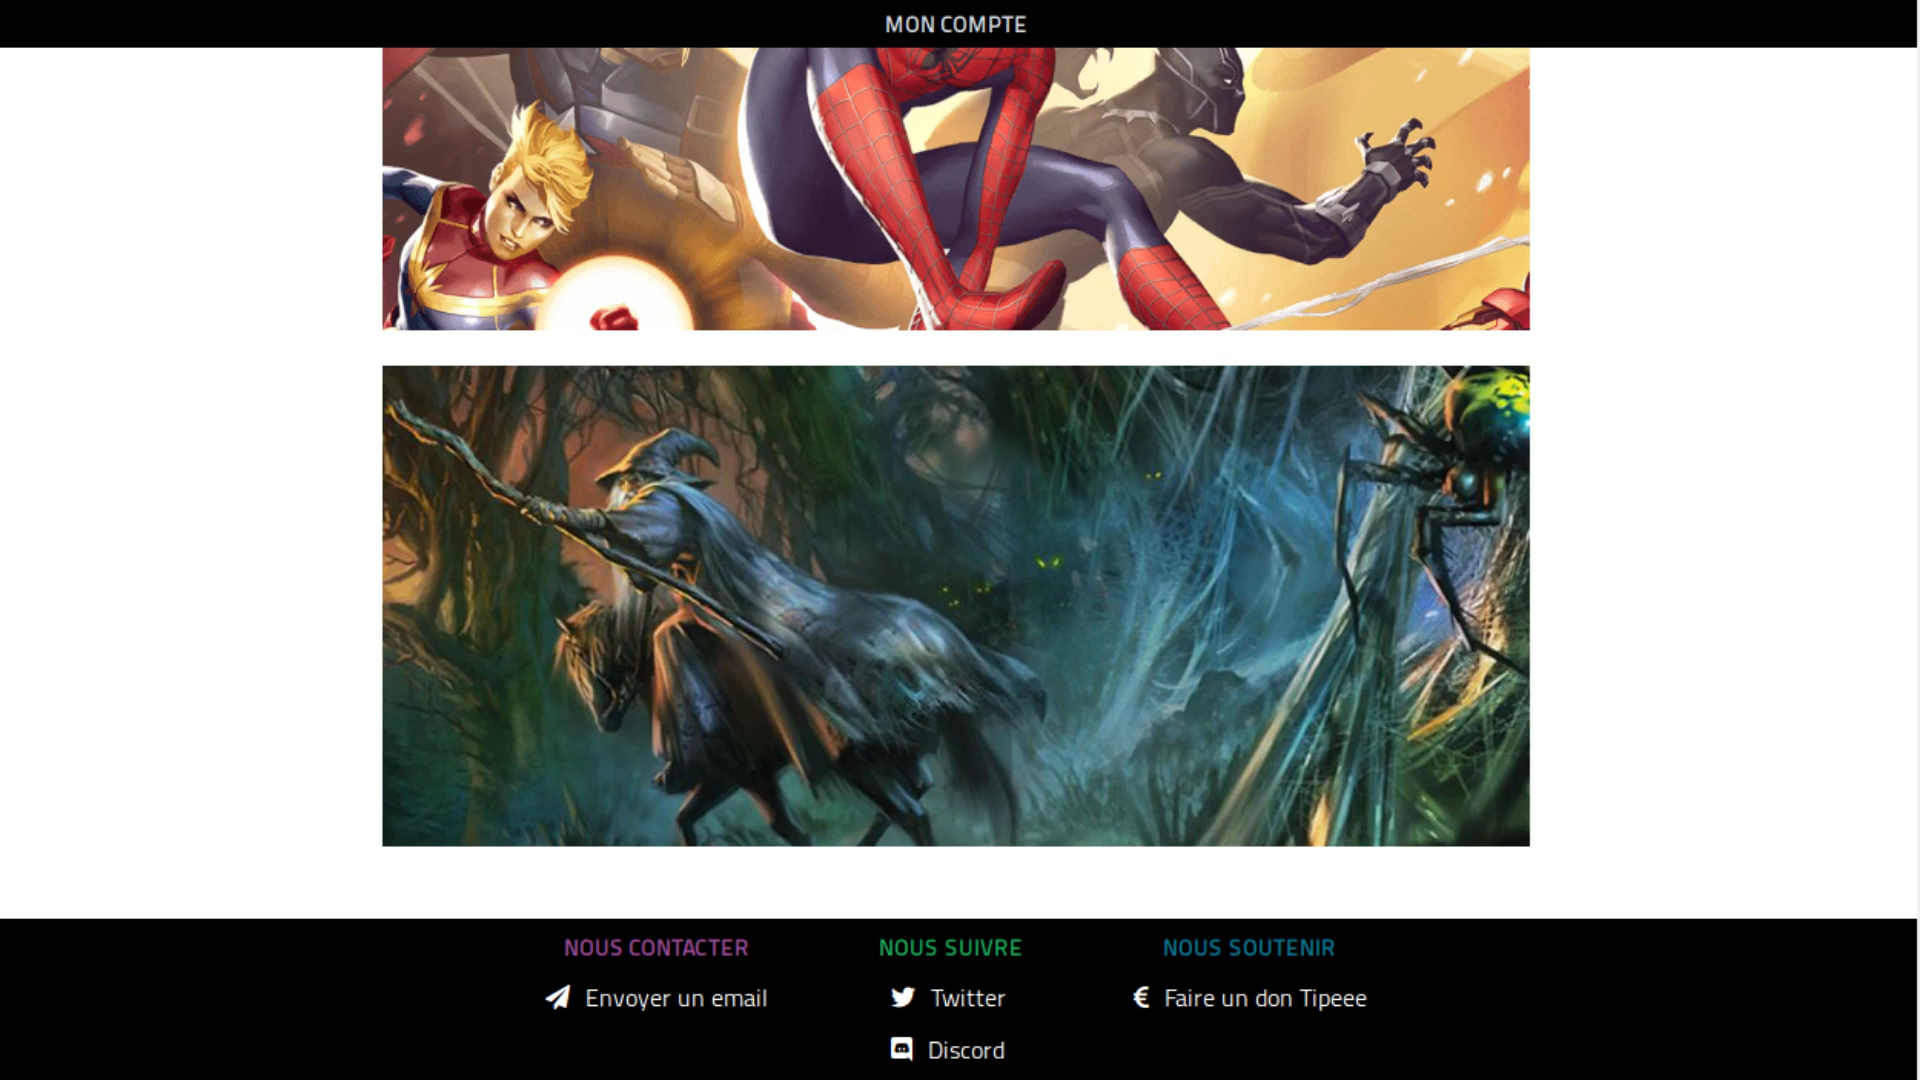 MON COMPTE
NOUS CONTACTER
Envoyer un email
NOUS SUIVRE
Twitter
Discord
NOUS SOUTENIR
€ Faire un don Tipeee